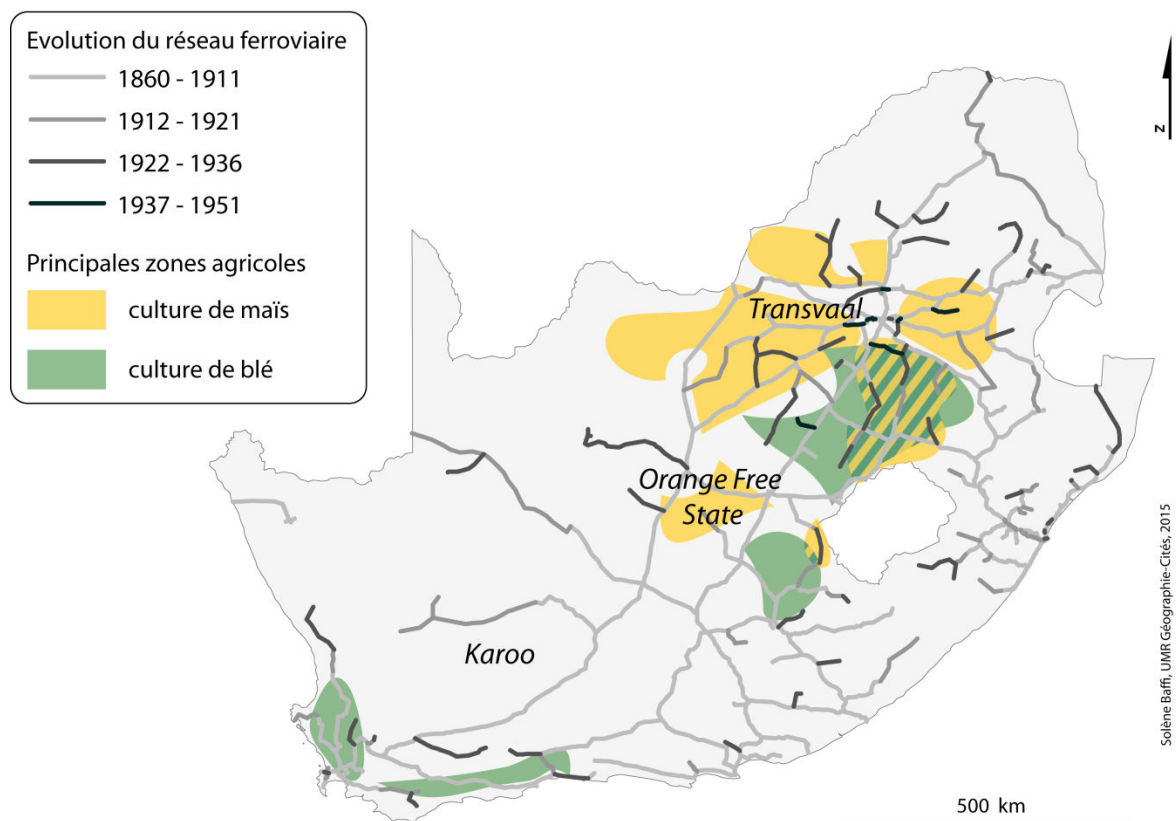 Evolution du réseau ferroviaire
1860 - 1911
1912 - 1921
1922 - 1936
1937 - 1951
Principales zones agricoles
culture de maïs
culture de blé
N
Transvaal
Orange Free
State
Karoo
500 km
Solène Baffi, UMR Géographie-Cités, 2015